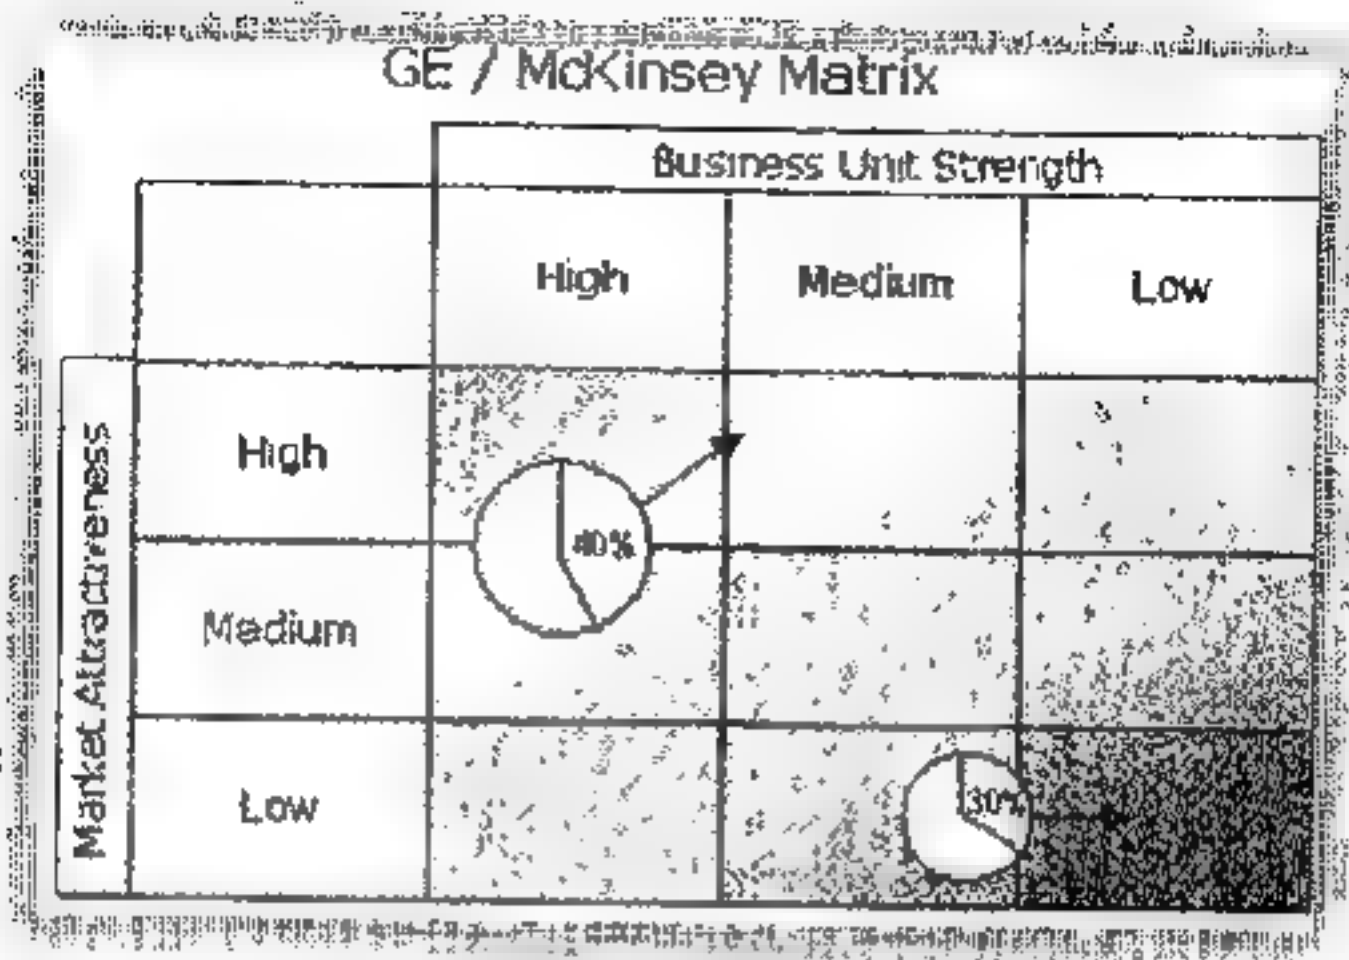 GE / McKinsey Matrix
Business Unit Strength
High
Medium
Low
Market Attractiveness
High
40%
Medium
Low
30%